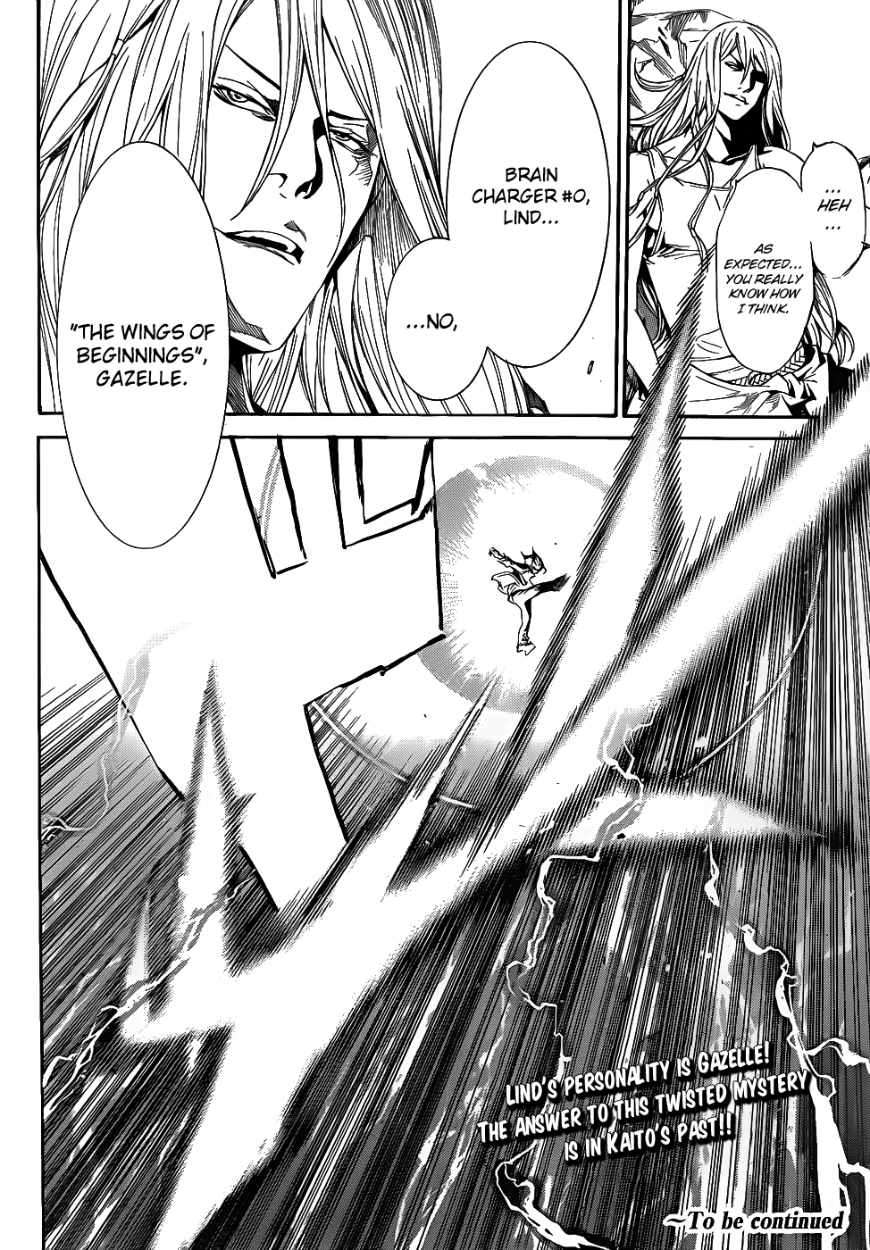 ...
HEH
...
AS
EXPECTED...
YOU REALLY
KNOW HOW
I THINK.
BRAIN
CHARGER #0,
LIND...
...NO,
"THE WINGS OF
BEGINNINGS",
GAZELLE.
LIND'S PERSONALITY IS GAZELLE!
THE ANSWER TO THIS TWISTED MYSTERY
IS IN KAITO'S PAST!!
~To be continued